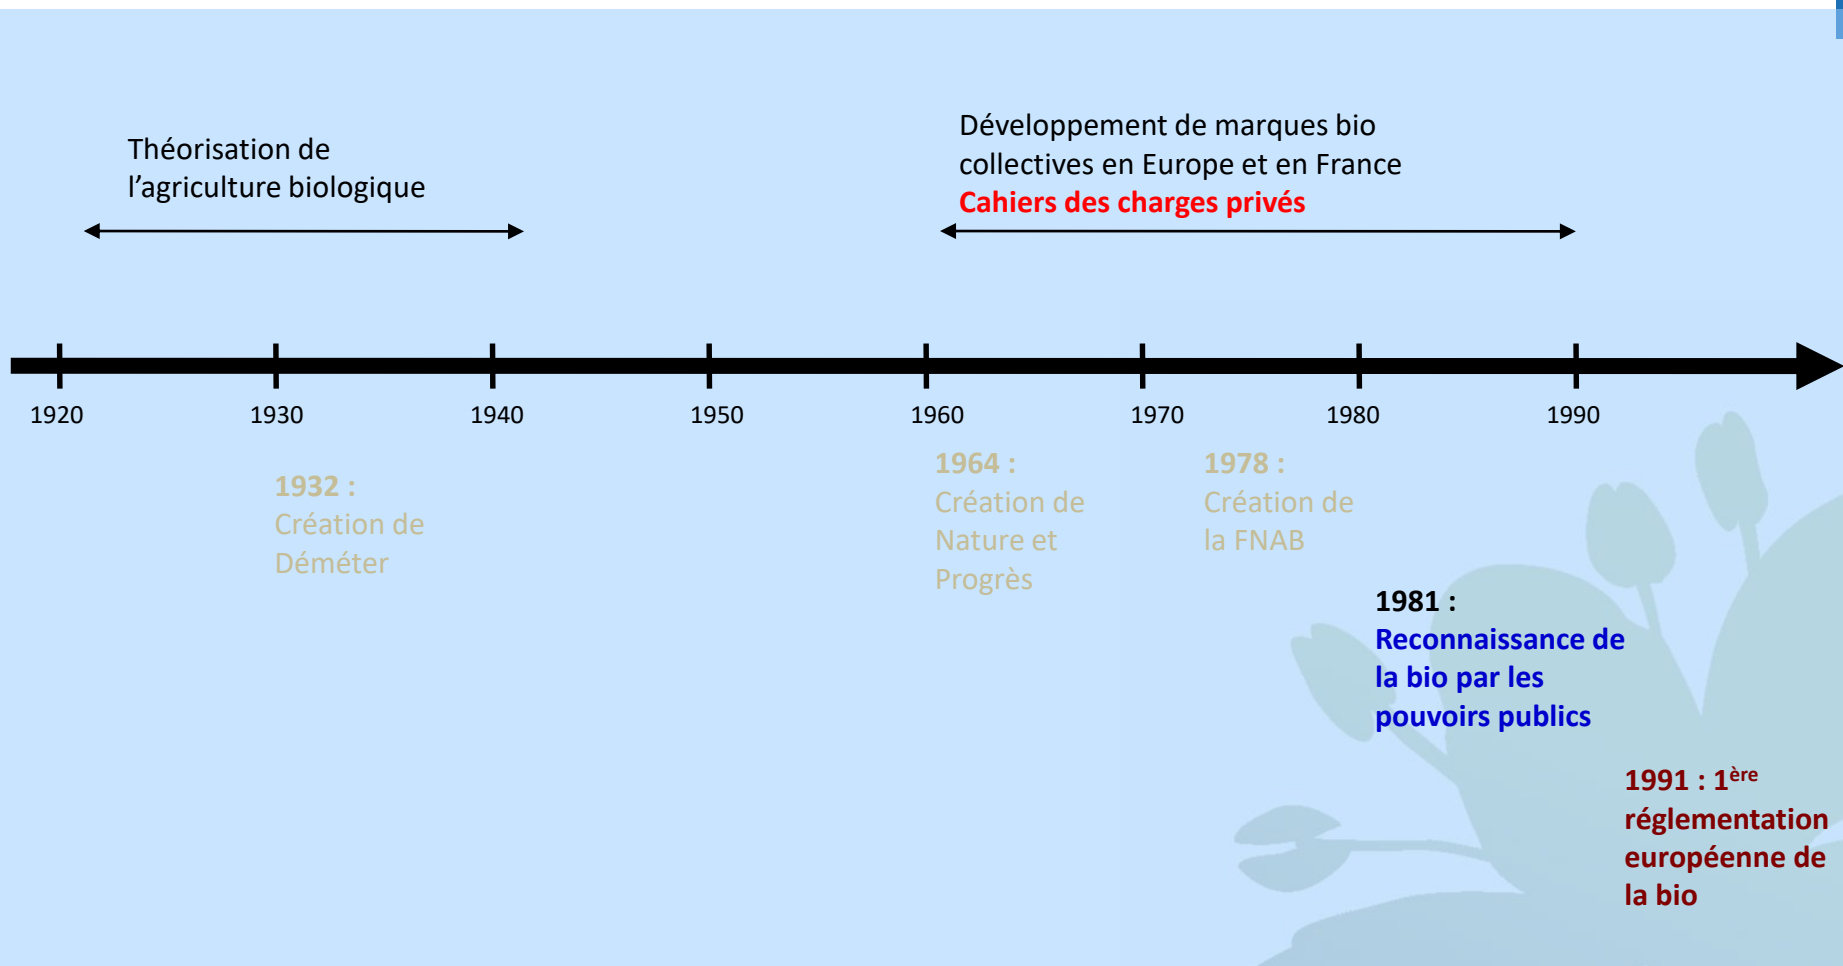 Théorisation de
l’agriculture biologique
Développement de marques bio
collectives en Europe et en France
Cahiers des charges privés
1920 1930 1940 1950 1960 1970 1980 1990
1932 :
Création de
Déméter
1964 :
Création de
Nature et
Progrès
1978 :
Création de
la FNAB
1981 :
Reconnaissance de
la bio par les
pouvoirs publics
1991 : 1ère
réglementation
européenne de
la bio